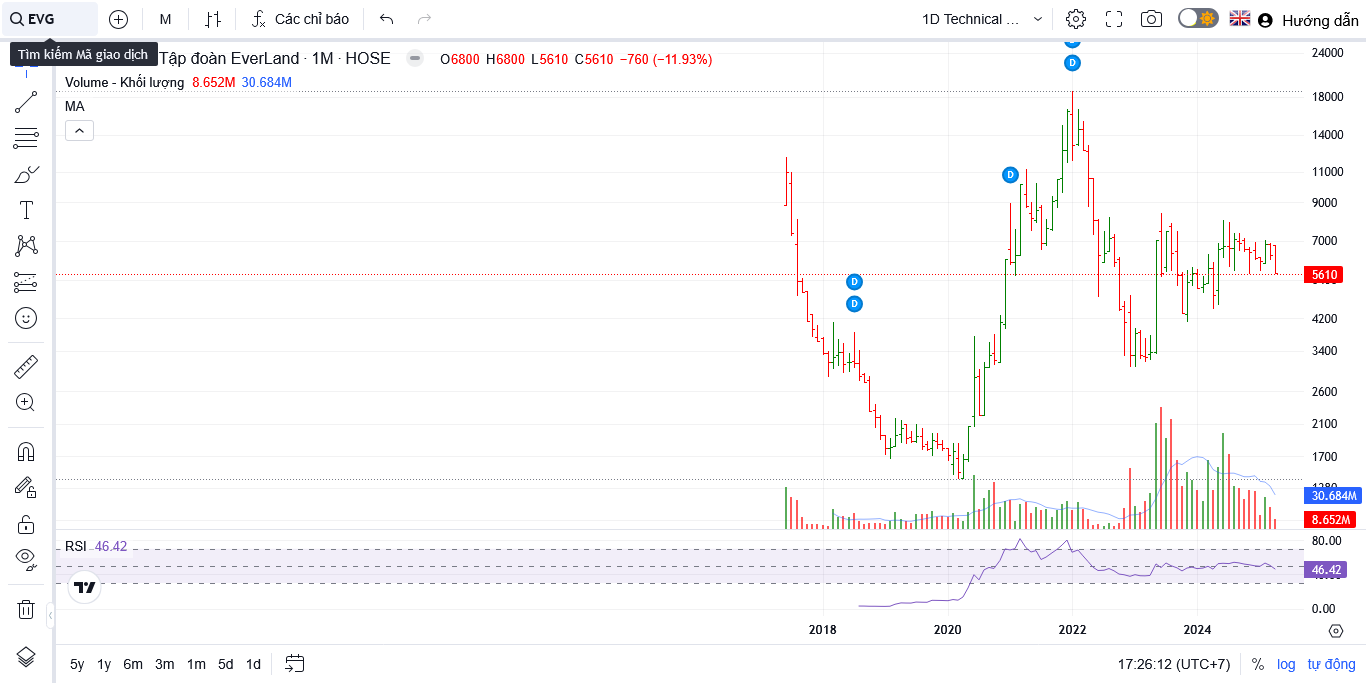 EVG M Các chỉ báo 1D Technical ... Hướng dẫn
Tìm kiếm Mã giao dịch
Tập đoàn EverLand · 1M · HOSE O6800 H6800 L5610 C5610 −760 (−11.93%)
Volume - Khối lượng 8.652M 30.684M
MA
24000
18000
14000
11000
9000
7000
5610
4200
3400
2600
2100
1700
30.684M
8.652M
D
D
D
D
D
RSI 46.42
80.00
46.42
0.00
2018 2020 2022 2024
5y 1y 6m 3m 1m 5d 1d 17:26:12 (UTC+7) % log tự động